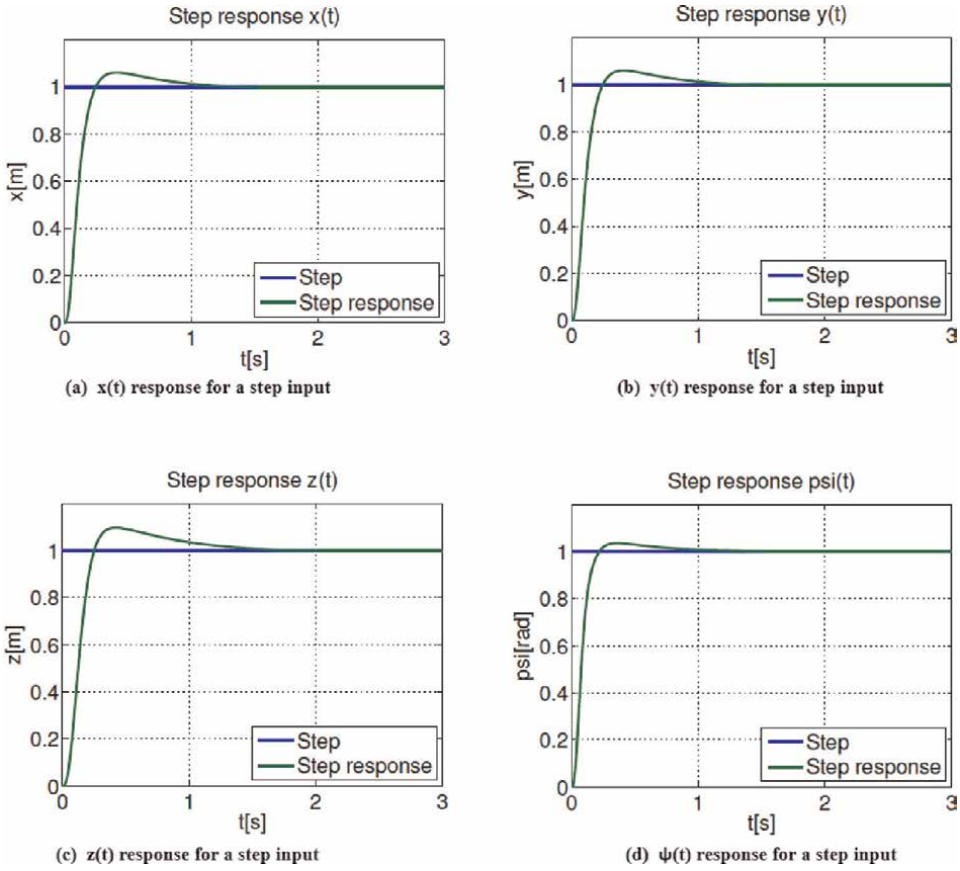 Step response x(t)
x[m]
1
0.8
0.6
0.4
0.2
0
Step
Step response
0 1 2 3
t[s]
(a) x(t) response for a step input
Step response y(t)
y[m]
1
0.8
0.6
0.4
0.2
0
Step
Step response
0 1 2 3
t[s]
(b) y(t) response for a step input
Step response z(t)
z[m]
1
0.8
0.6
0.4
0.2
0
Step
Step response
0 1 2 3
t[s]
(c) z(t) response for a step input
Step response psi(t)
psi[rad]
1
0.8
0.6
0.4
0.2
0
Step
Step response
0 1 2 3
t[s]
(d) ψ(t) response for a step input